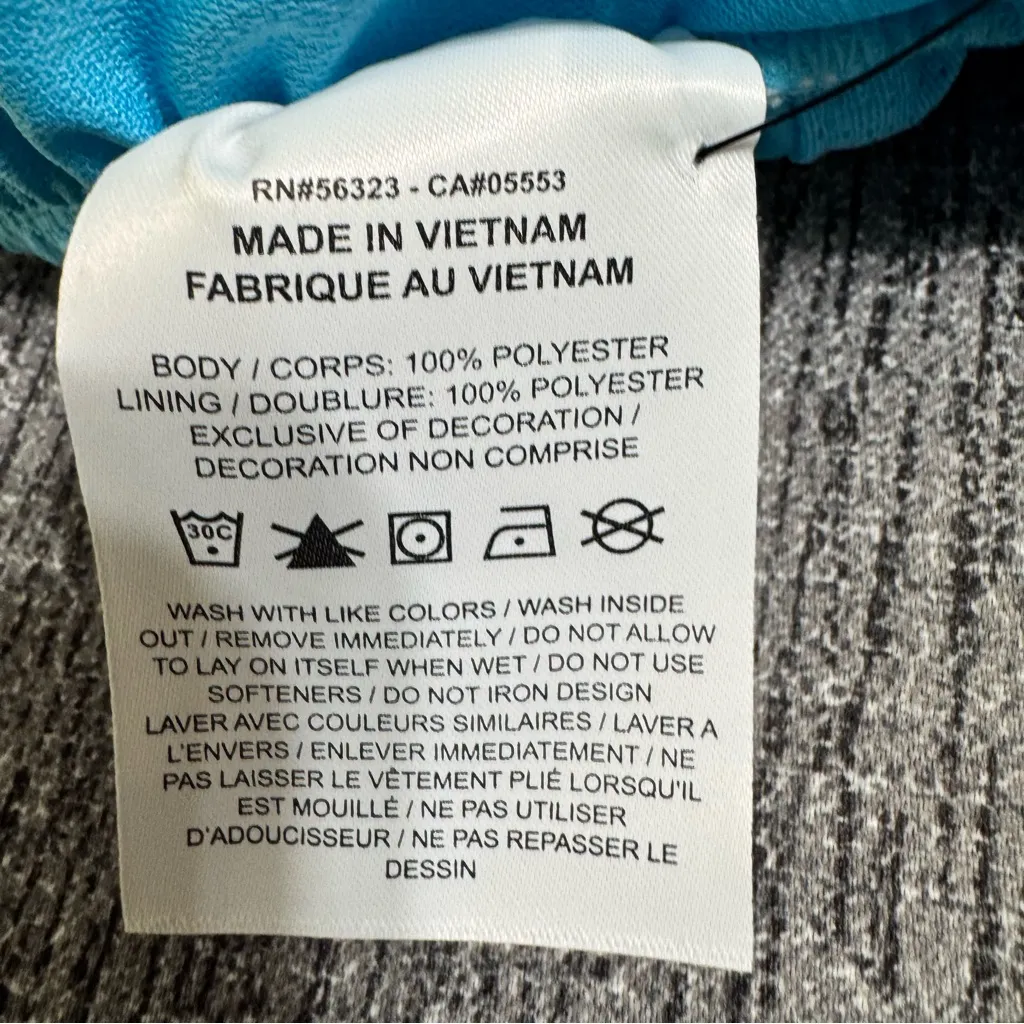 RN#56323 - CA#05553
MADE IN VIETNAM
FABRIQUE AU VIETNAM
BODY / CORPS: 100% POLYESTER
LINING / DOUBLURE: 100% POLYESTER
EXCLUSIVE OF DECORATION /
DECORATION NON COMPRISE
30C
WASH WITH LIKE COLORS / WASH INSIDE
OUT / REMOVE IMMEDIATELY / DO NOT ALLOW
TO LAY ON ITSELF WHEN WET / DO NOT USE
SOFTENERS / DO NOT IRON DESIGN
LAVER AVEC COULEURS SIMILAIRES / LAVER A
L'ENVERS / ENLEVER IMMEDIATEMENT / NE
PAS LAISSER LE VÊTEMENT PLIÉ LORSQU'IL
EST MOUILLÉ / NE PAS UTILISER
D'ADOUCISSEUR / NE PAS REPASSER LE
DESSIN